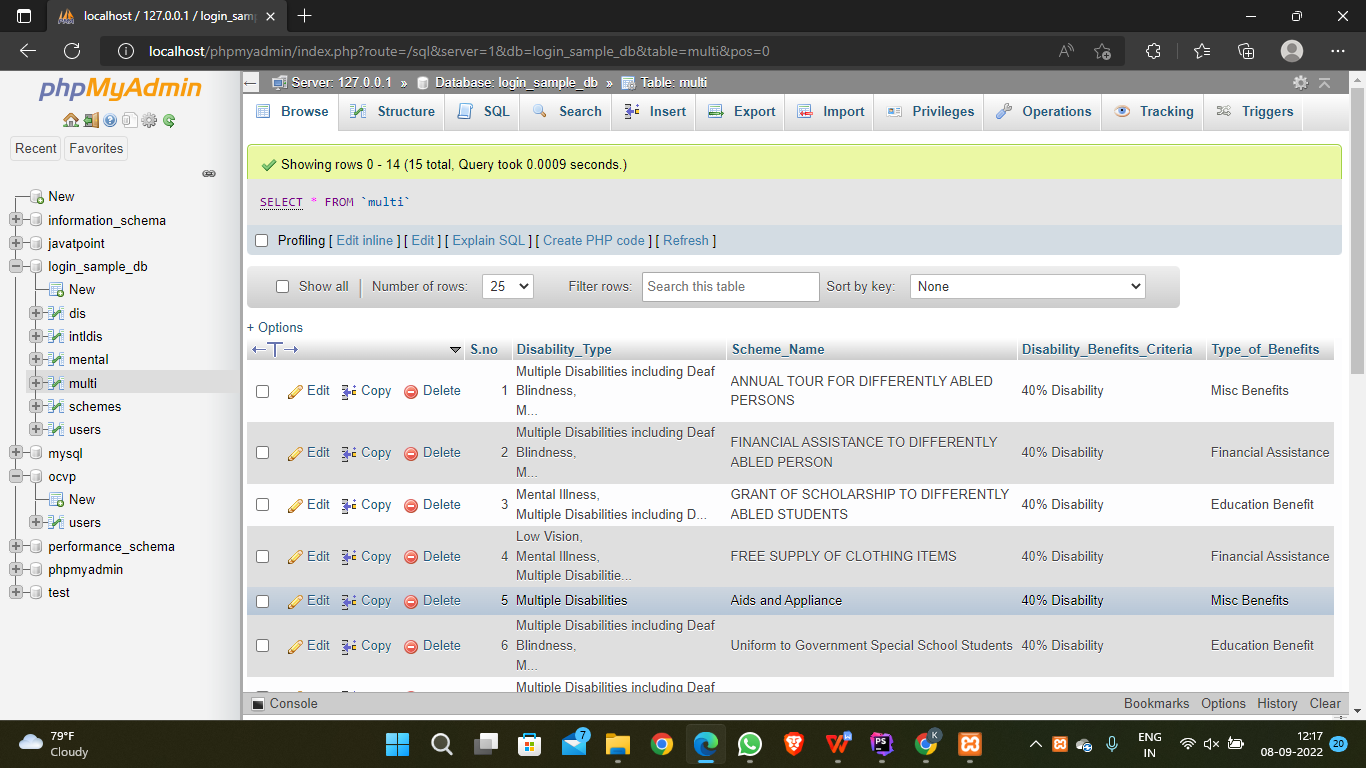 localhost / 127.0.0.1 / login_sam
localhost/phpmyadmin/index.php?route=/sql&server=1&db=login_sample_db&table=multi&pos=0
phpMyAdmin
Recent Favorites
New
information_schema
javatpoint
login_sample_db
New
dis
intldis
mental
multi
schemes
users
mysql
ocvp
New
users
performance_schema
phpmyadmin
test
Server: 127.0.0.1 » Database: login_sample_db » Table: multi
Browse Structure SQL Search Insert Export Import Privileges Operations Tracking Triggers
Showing rows 0 - 14 (15 total, Query took 0.0009 seconds.)
SELECT * FROM `multi`
Profiling [ Edit inline ] [ Edit ] [ Explain SQL ] [ Create PHP code ] [ Refresh ]
Show all Number of rows: 25 Filter rows: Search this table Sort by key: None
+ Options
←T→ S.no Disability_Type Scheme_Name Disability_Benefits_Criteria Type_of_Benefits
Multiple Disabilities including Deaf
Edit Copy Delete 1 Blindness, ANNUAL TOUR FOR DIFFERENTLY ABLED 40% Disability Misc Benefits
M... PERSONS
Multiple Disabilities including Deaf
Edit Copy Delete 2 Blindness, FINANCIAL ASSISTANCE TO DIFFERENTLY 40% Disability Financial Assistance
M... ABLED PERSON
Mental Illness, GRANT OF SCHOLARSHIP TO DIFFERENTLY
Edit Copy Delete 3 40% Disability Education Benefit
Multiple Disabilities including D... ABLED STUDENTS
Low Vision,
Edit Copy Delete 4 Mental Illness, FREE SUPPLY OF CLOTHING ITEMS 40% Disability Financial Assistance
Multiple Disabilitie...
Edit Copy Delete 5 Multiple Disabilities Aids and Appliance 40% Disability Misc Benefits
Multiple Disabilities including Deaf
Edit Copy Delete 6 Blindness, Uniform to Government Special School Students 40% Disability Education Benefit
M...
Multiple Disabilities including Deaf
Console Bookmarks Options History Clear
79°F
Cloudy
7
PS
K
ENG
IN
12:17
08-09-2022
20